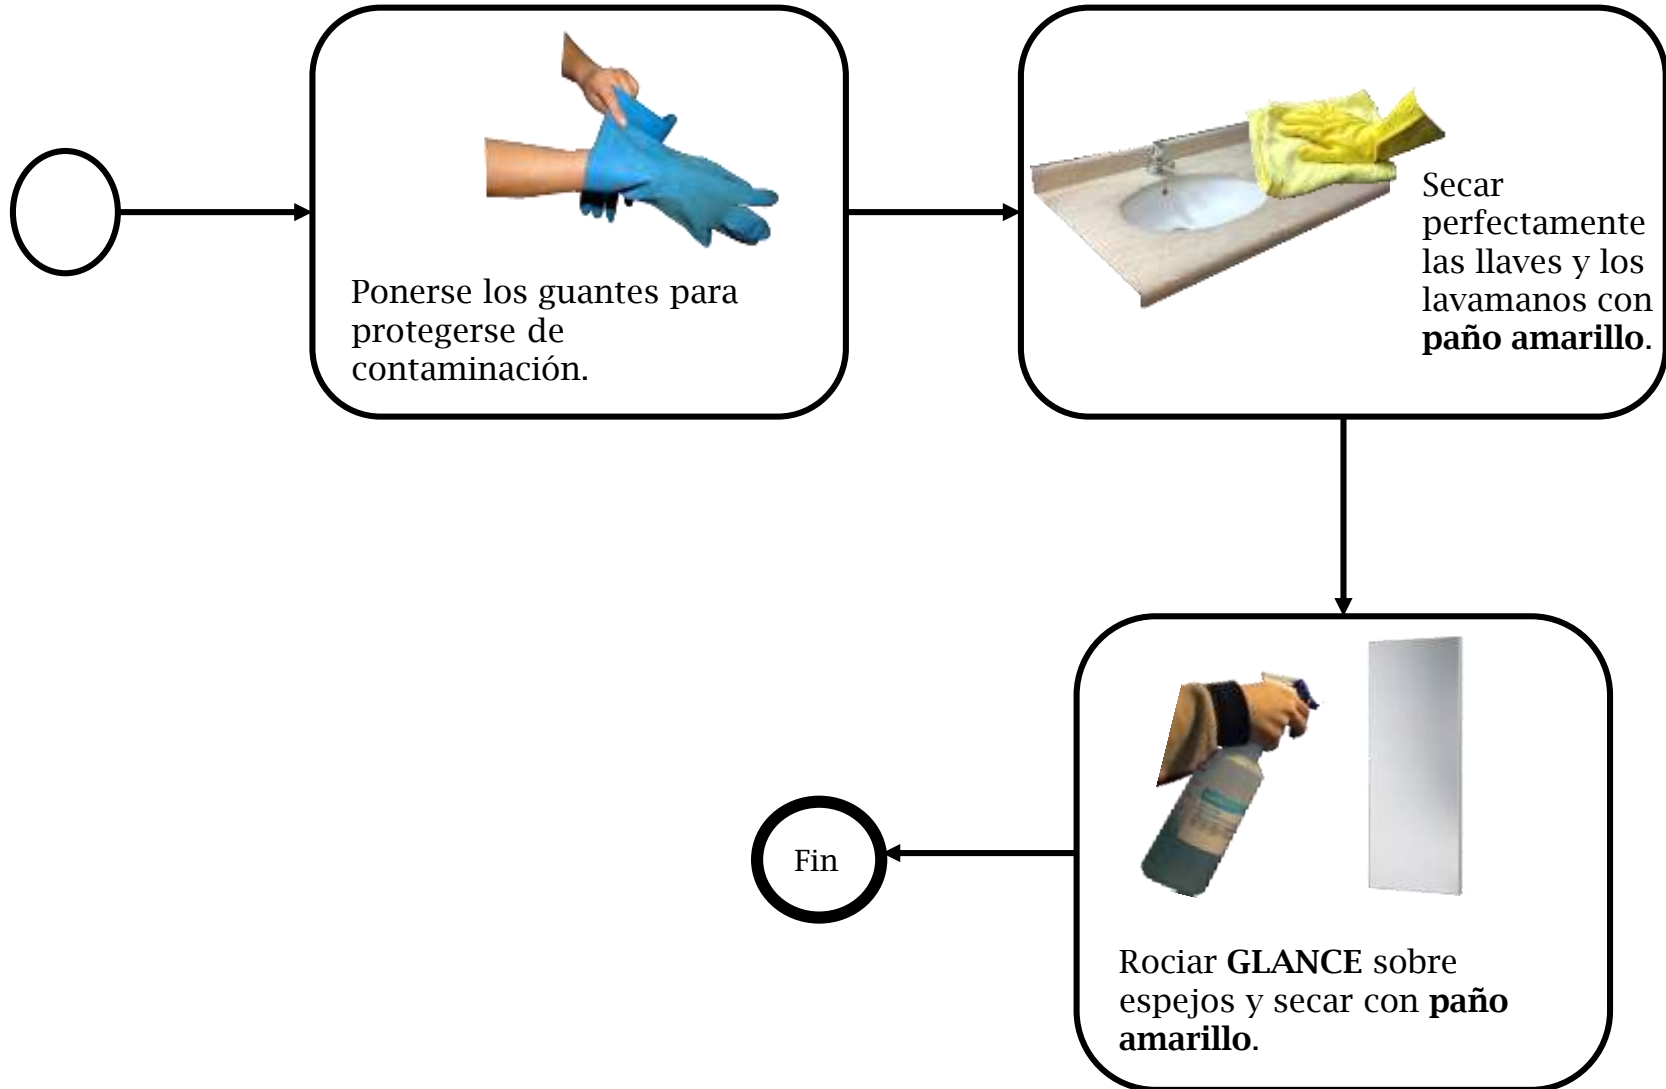 Ponerse los guantes para
protegerse de
contaminación.
Secar
perfectamente
las llaves y los
lavamanos con
paño amarillo.
Rociar GLANCE sobre
espejos y secar con paño
amarillo.
Fin